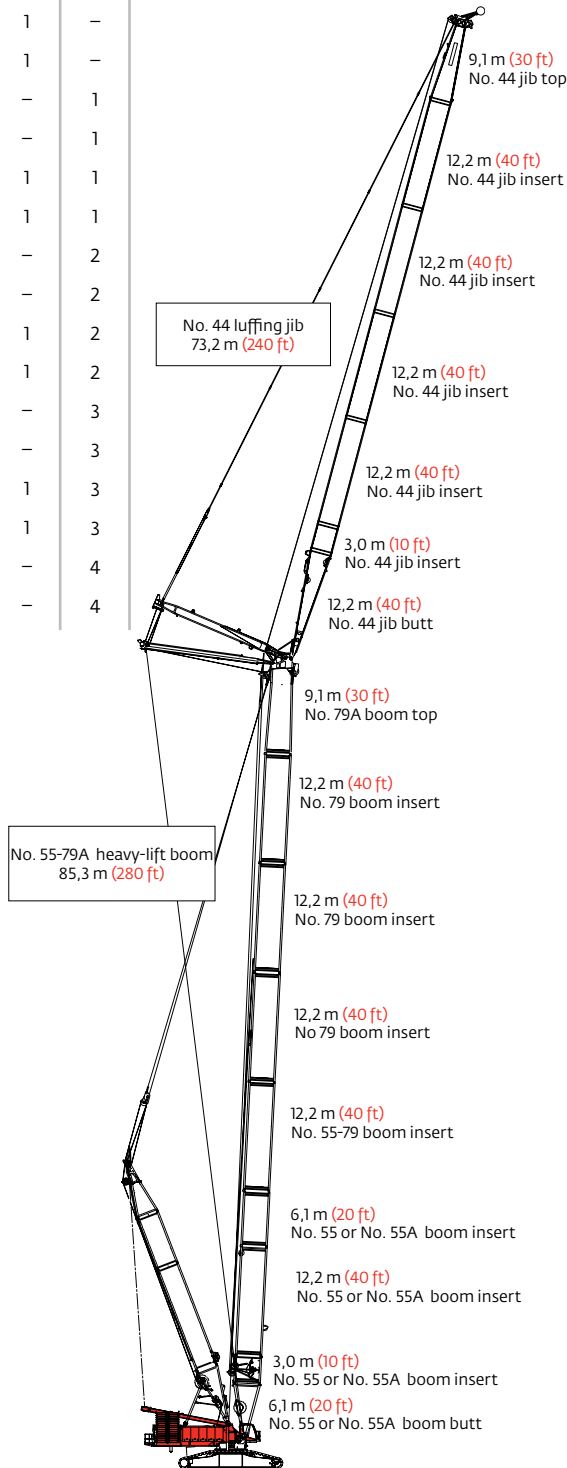 1 –
1 –
– 1
– 1
1 1
1 1
– 2
– 2
1 2
1 2
– 3
– 3
1 3
1 3
– 4
– 4
9,1 m (30 ft)
No. 44 jib top
12,2 m (40 ft)
No. 44 jib insert
12,2 m (40 ft)
No. 44 jib insert
No. 44 luffing jib
73,2 m (240 ft)
12,2 m (40 ft)
No. 44 jib insert
12,2 m (40 ft)
No. 44 jib insert
3,0 m (10 ft)
No. 44 jib insert
12,2 m (40 ft)
No. 44 jib butt
9,1 m (30 ft)
No. 79A boom top
12,2 m (40 ft)
No. 79 boom insert
No. 55-79A heavy-lift boom
85,3 m (280 ft)
12,2 m (40 ft)
No. 79 boom insert
12,2 m (40 ft)
No 79 boom insert
12,2 m (40 ft)
No. 55-79 boom insert
6,1 m (20 ft)
No. 55 or No. 55A boom insert
12,2 m (40 ft)
No. 55 or No. 55A boom insert
3,0 m (10 ft)
No. 55 or No. 55A boom insert
6,1 m (20 ft)
No. 55 or No. 55A boom butt